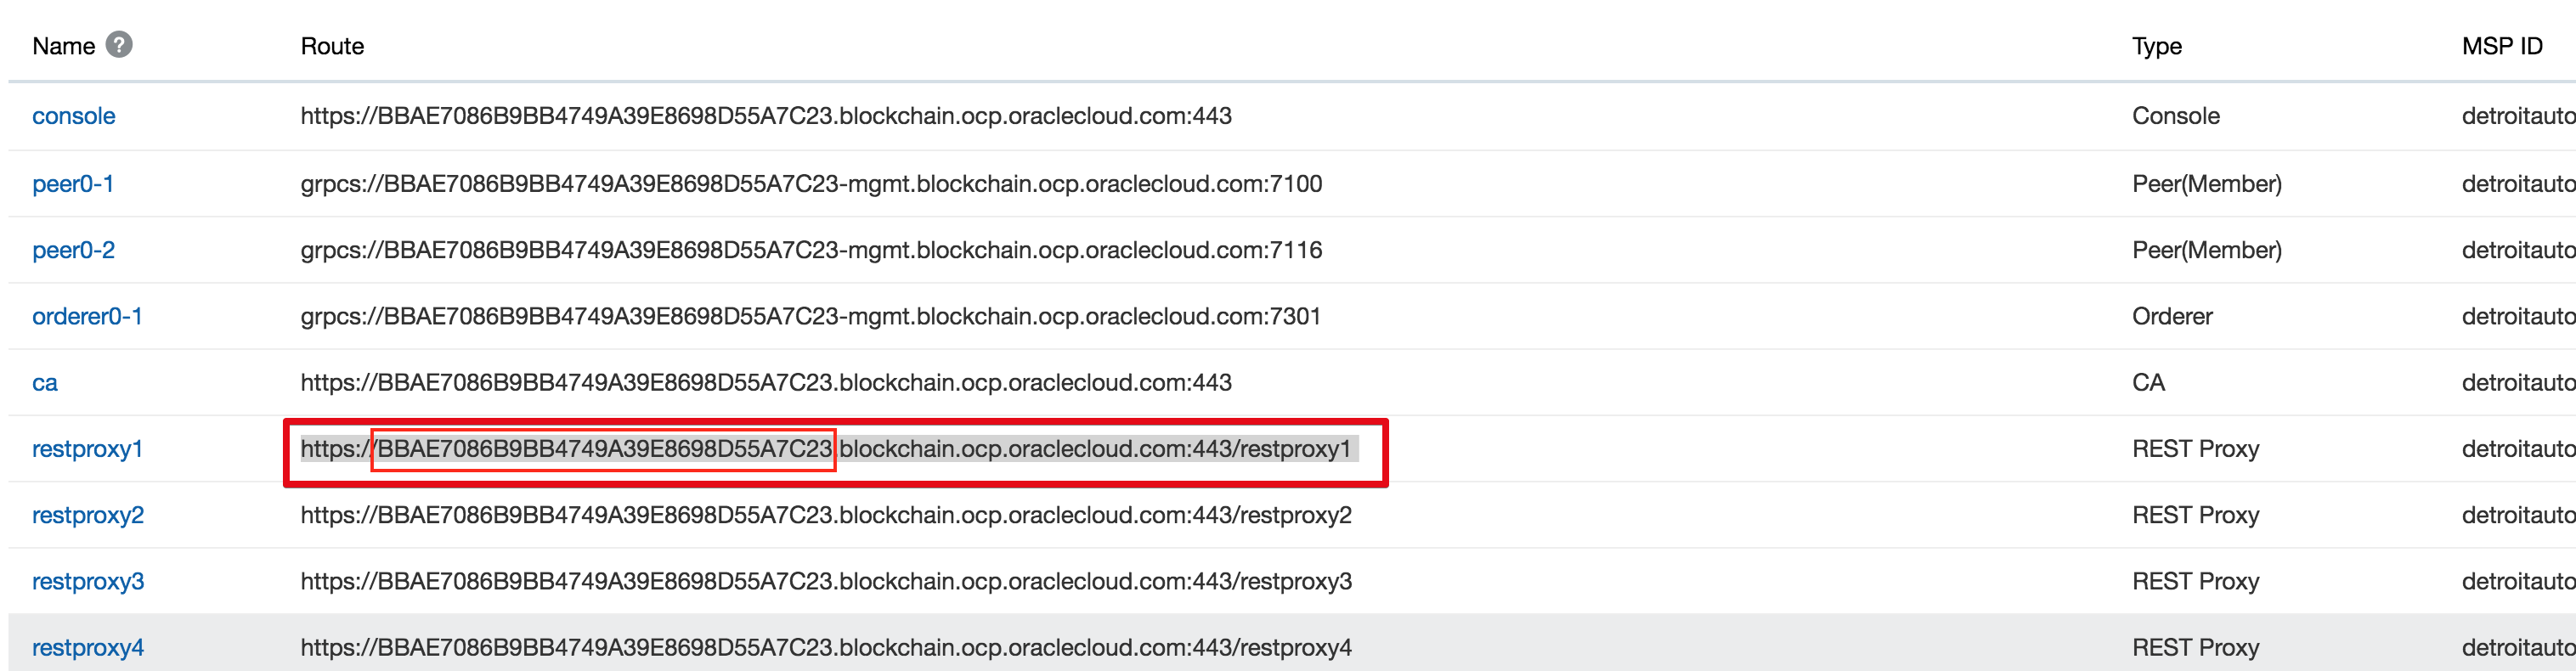 Name ? Route Type MSP ID
console https://BBAE7086B9BB4749A39E8698D55A7C23.blockchain.ocp.oraclecloud.com:443 Console detroitauto
peer0-1 grpcs://BBAE7086B9BB4749A39E8698D55A7C23-mgmt.blockchain.ocp.oraclecloud.com:7100 Peer(Member) detroitauto
peer0-2 grpcs://BBAE7086B9BB4749A39E8698D55A7C23-mgmt.blockchain.ocp.oraclecloud.com:7116 Peer(Member) detroitauto
orderer0-1 grpcs://BBAE7086B9BB4749A39E8698D55A7C23-mgmt.blockchain.ocp.oraclecloud.com:7301 Orderer detroitauto
ca https://BBAE7086B9BB4749A39E8698D55A7C23.blockchain.ocp.oraclecloud.com:443 CA detroitauto
restproxy1 https://BBAE7086B9BB4749A39E8698D55A7C23.blockchain.ocp.oraclecloud.com:443/restproxy1 REST Proxy detroitauto
restproxy2 https://BBAE7086B9BB4749A39E8698D55A7C23.blockchain.ocp.oraclecloud.com:443/restproxy2 REST Proxy detroitauto
restproxy3 https://BBAE7086B9BB4749A39E8698D55A7C23.blockchain.ocp.oraclecloud.com:443/restproxy3 REST Proxy detroitauto
restproxy4 https://BBAE7086B9BB4749A39E8698D55A7C23.blockchain.ocp.oraclecloud.com:443/restproxy4 REST Proxy detroitauto